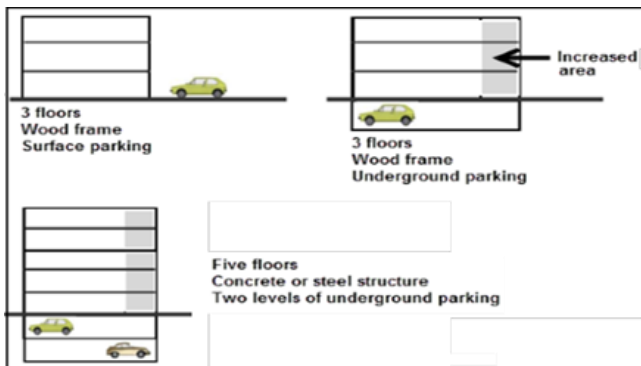 Increased
area
3 floors
Wood frame
Surface parking
3 floors
Wood frame
Underground parking
Five floors
Concrete or steel structure
Two levels of underground parking